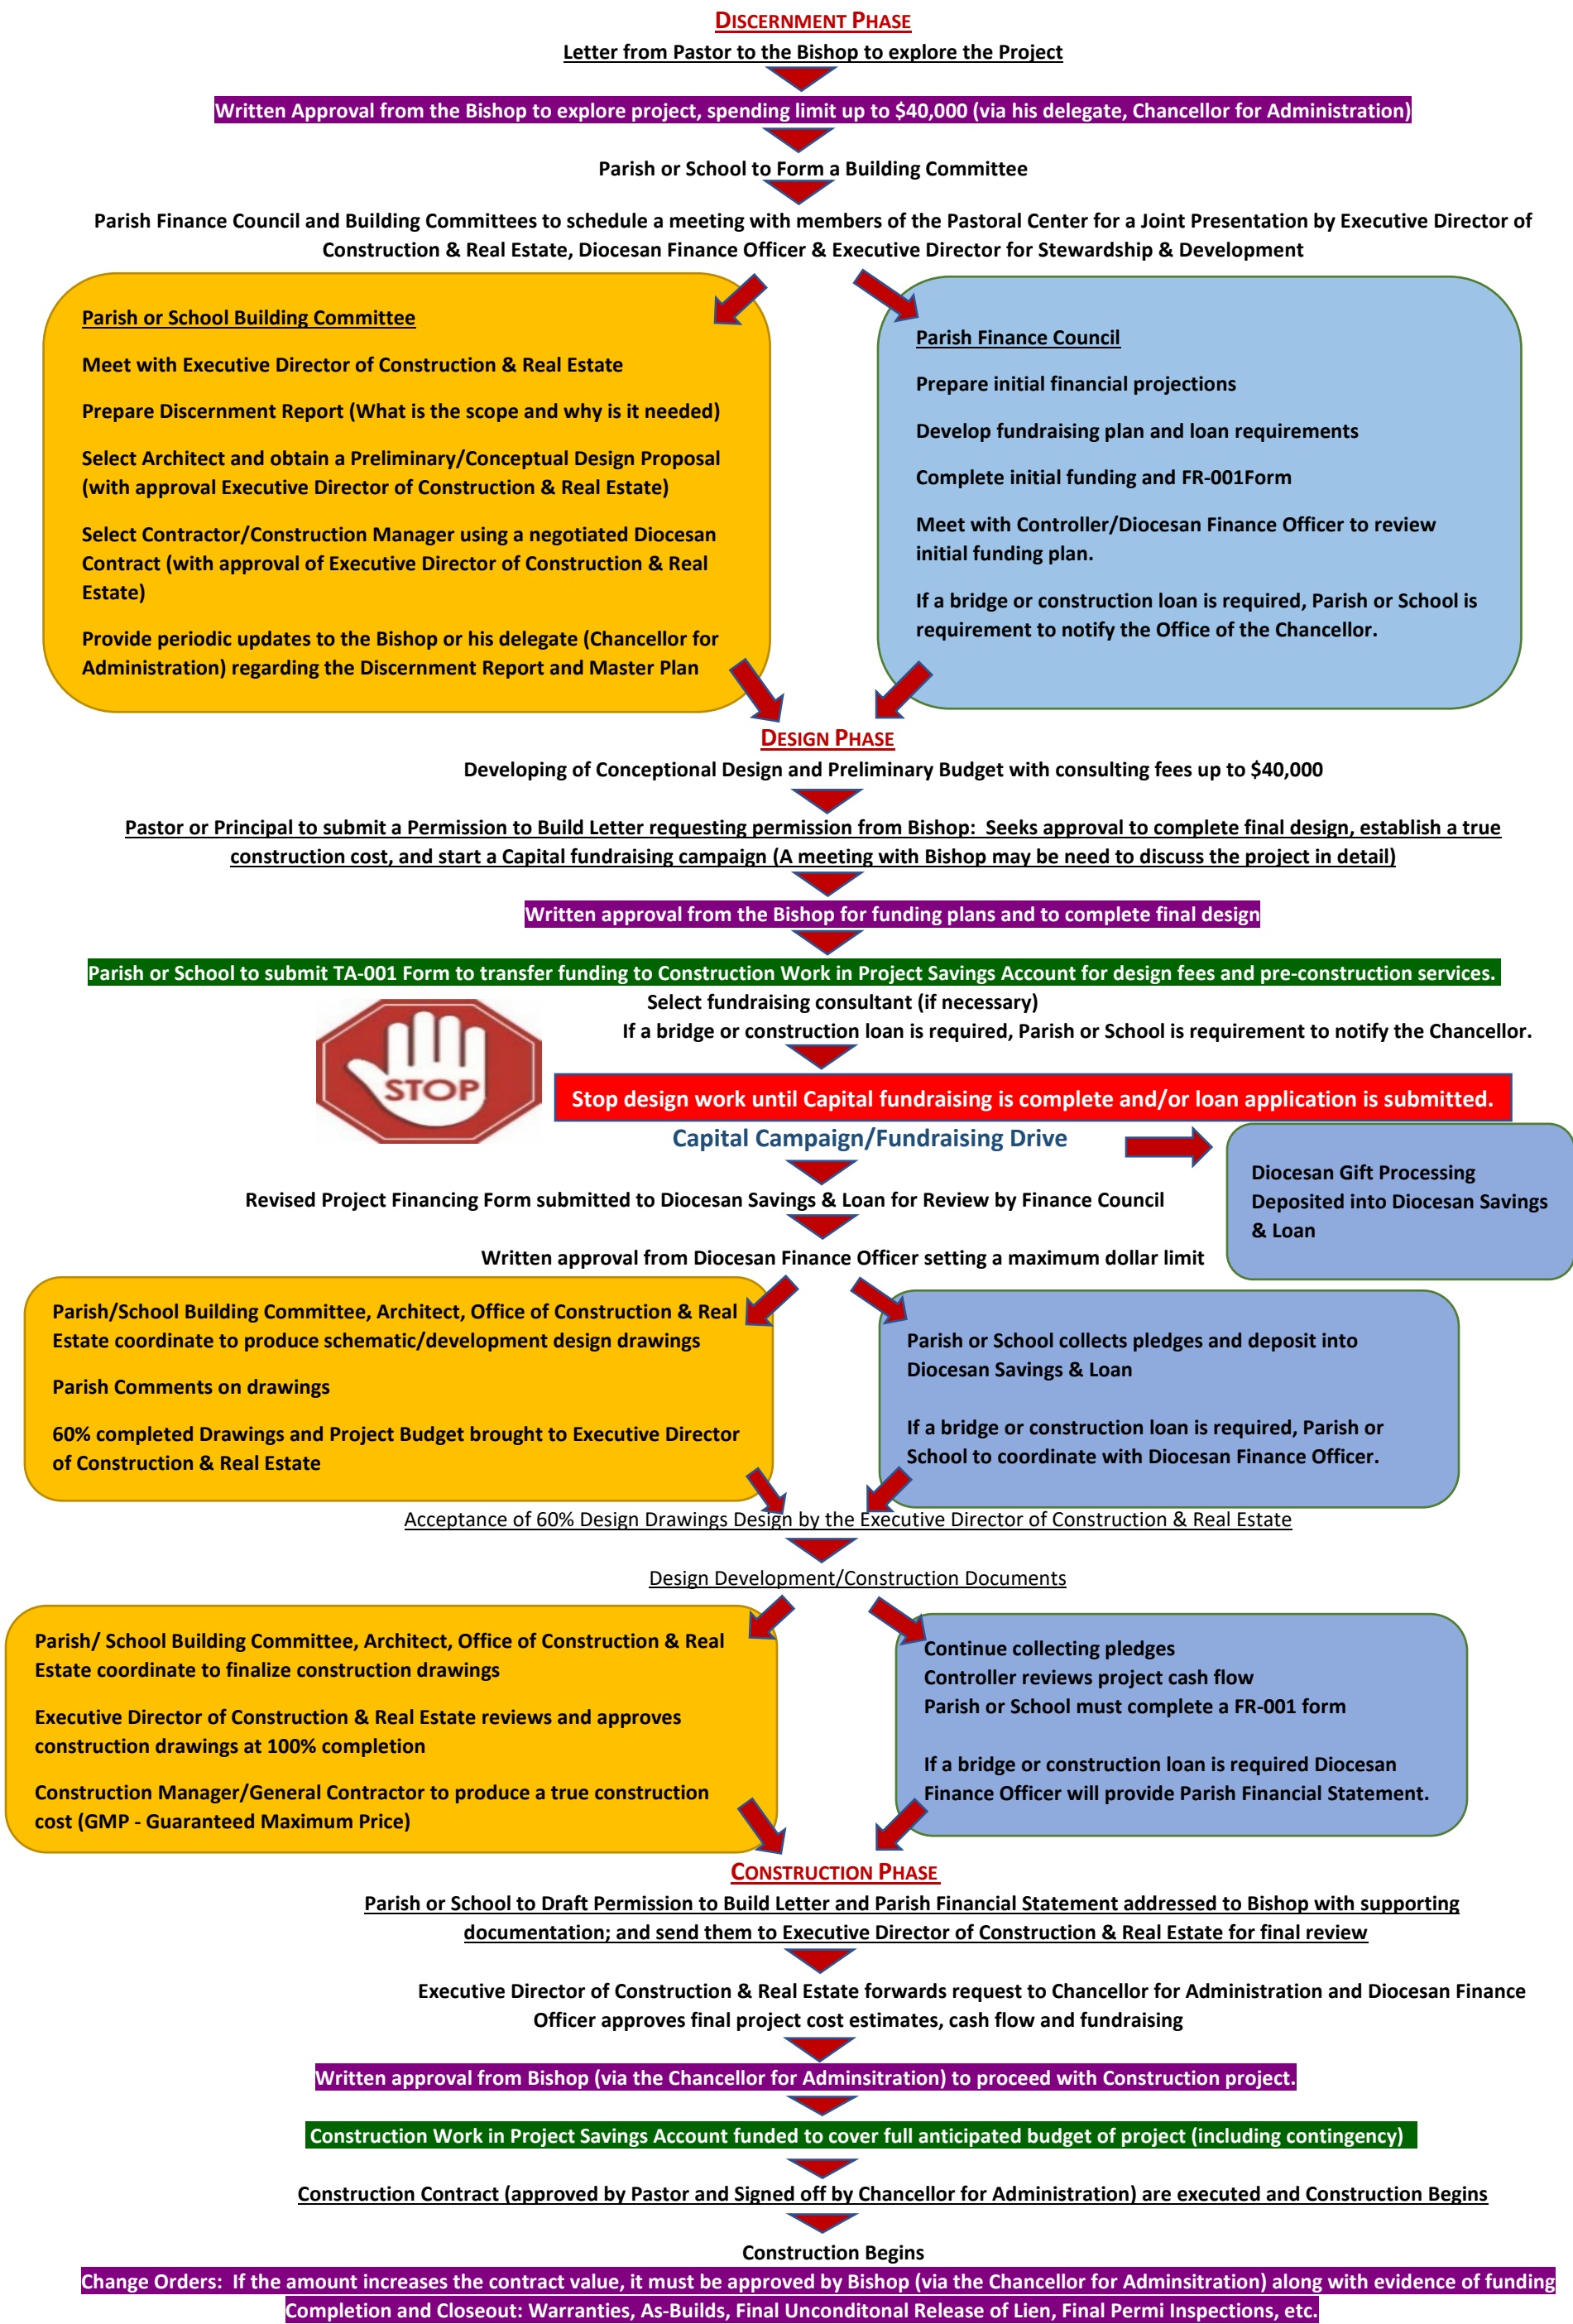 DISCERNMENT PHASE
Letter from Pastor to the Bishop to explore the Project
Written Approval from the Bishop to explore project, spending limit up to $40,000 (via his delegate, Chancellor for Administration)
Parish or School to Form a Building Committee
Parish Finance Council and Building Committees to schedule a meeting with members of the Pastoral Center for a Joint Presentation by Executive Director of
Construction & Real Estate, Diocesan Finance Officer & Executive Director for Stewardship & Development
Parish or School Building Committee
Meet with Executive Director of Construction & Real Estate
Prepare Discernment Report (What is the scope and why is it needed)
Select Architect and obtain a Preliminary/Conceptual Design Proposal
(with approval Executive Director of Construction & Real Estate)
Select Contractor/Construction Manager using a negotiated Diocesan
Contract (with approval of Executive Director of Construction & Real
Estate)
Provide periodic updates to the Bishop or his delegate (Chancellor for
Administration) regarding the Discernment Report and Master Plan
Parish Finance Council
Prepare initial financial projections
Develop fundraising plan and loan requirements
Complete initial funding and FR-001Form
Meet with Controller/Diocesan Finance Officer to review
initial funding plan.
If a bridge or construction loan is required, Parish or School is
requirement to notify the Office of the Chancellor.
DESIGN PHASE
Developing of Conceptional Design and Preliminary Budget with consulting fees up to $40,000
Pastor or Principal to submit a Permission to Build Letter requesting permission from Bishop: Seeks approval to complete final design, establish a true
construction cost, and start a Capital fundraising campaign (A meeting with Bishop may be need to discuss the project in detail)
Written approval from the Bishop for funding plans and to complete final design
Parish or School to submit TA-001 Form to transfer funding to Construction Work in Project Savings Account for design fees and pre-construction services.
Select fundraising consultant (if necessary)
If a bridge or construction loan is required, Parish or School is requirement to notify the Chancellor.
STOP
Stop design work until Capital fundraising is complete and/or loan application is submitted.
Capital Campaign/Fundraising Drive
Diocesan Gift Processing
Deposited into Diocesan Savings
& Loan
Revised Project Financing Form submitted to Diocesan Savings & Loan for Review by Finance Council
Written approval from Diocesan Finance Officer setting a maximum dollar limit
Parish/School Building Committee, Architect, Office of Construction & Real
Estate coordinate to produce schematic/development design drawings
Parish Comments on drawings
60% completed Drawings and Project Budget brought to Executive Director
of Construction & Real Estate
Parish or School collects pledges and deposit into
Diocesan Savings & Loan
If a bridge or construction loan is required, Parish or
School to coordinate with Diocesan Finance Officer.
Acceptance of 60% Design Drawings Design by the Executive Director of Construction & Real Estate
Design Development/Construction Documents
Parish/ School Building Committee, Architect, Office of Construction & Real
Estate coordinate to finalize construction drawings
Executive Director of Construction & Real Estate reviews and approves
construction drawings at 100% completion
Construction Manager/General Contractor to produce a true construction
cost (GMP - Guaranteed Maximum Price)
Continue collecting pledges
Controller reviews project cash flow
Parish or School must complete a FR-001 form
If a bridge or construction loan is required Diocesan
Finance Officer will provide Parish Financial Statement.
CONSTRUCTION PHASE
Parish or School to Draft Permission to Build Letter and Parish Financial Statement addressed to Bishop with supporting
documentation; and send them to Executive Director of Construction & Real Estate for final review
Executive Director of Construction & Real Estate forwards request to Chancellor for Administration and Diocesan Finance
Officer approves final project cost estimates, cash flow and fundraising
Written approval from Bishop (via the Chancellor for Adminsitration) to proceed with Construction project.
Construction Work in Project Savings Account funded to cover full anticipated budget of project (including contingency)
Construction Contract (approved by Pastor and Signed off by Chancellor for Administration) are executed and Construction Begins
Construction Begins
Change Orders: If the amount increases the contract value, it must be approved by Bishop (via the Chancellor for Adminsitration) along with evidence of funding
Completion and Closeout: Warranties, As-Builds, Final Unconditonal Release of Lien, Final Permi Inspections, etc.